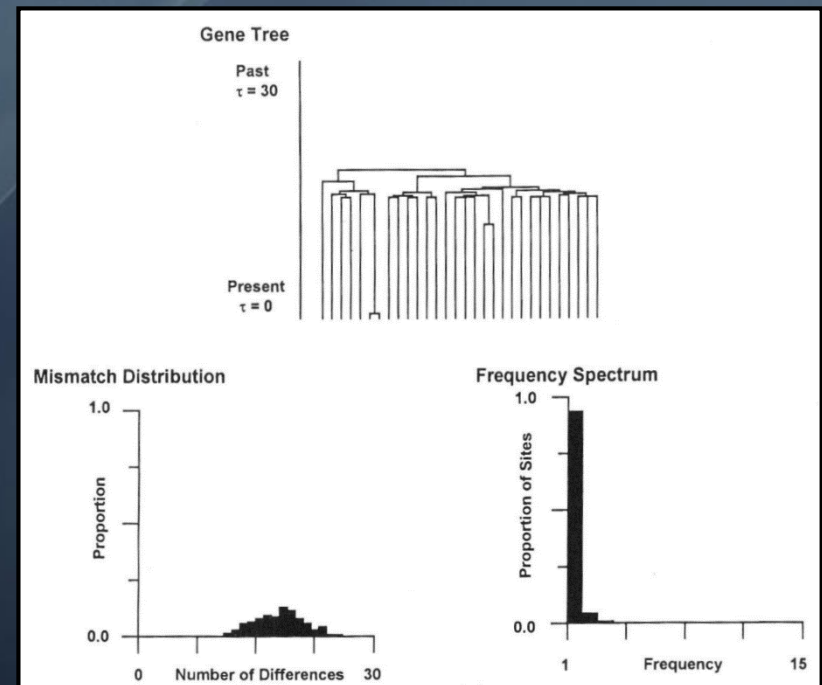 Gene Tree
Past
τ = 30
Present
τ = 0
Mismatch Distribution
1.0
Proportion
0.0
0
Number of Differences
30
Frequency Spectrum
1.0
Proportion of Sites
0.0
1
Frequency
15